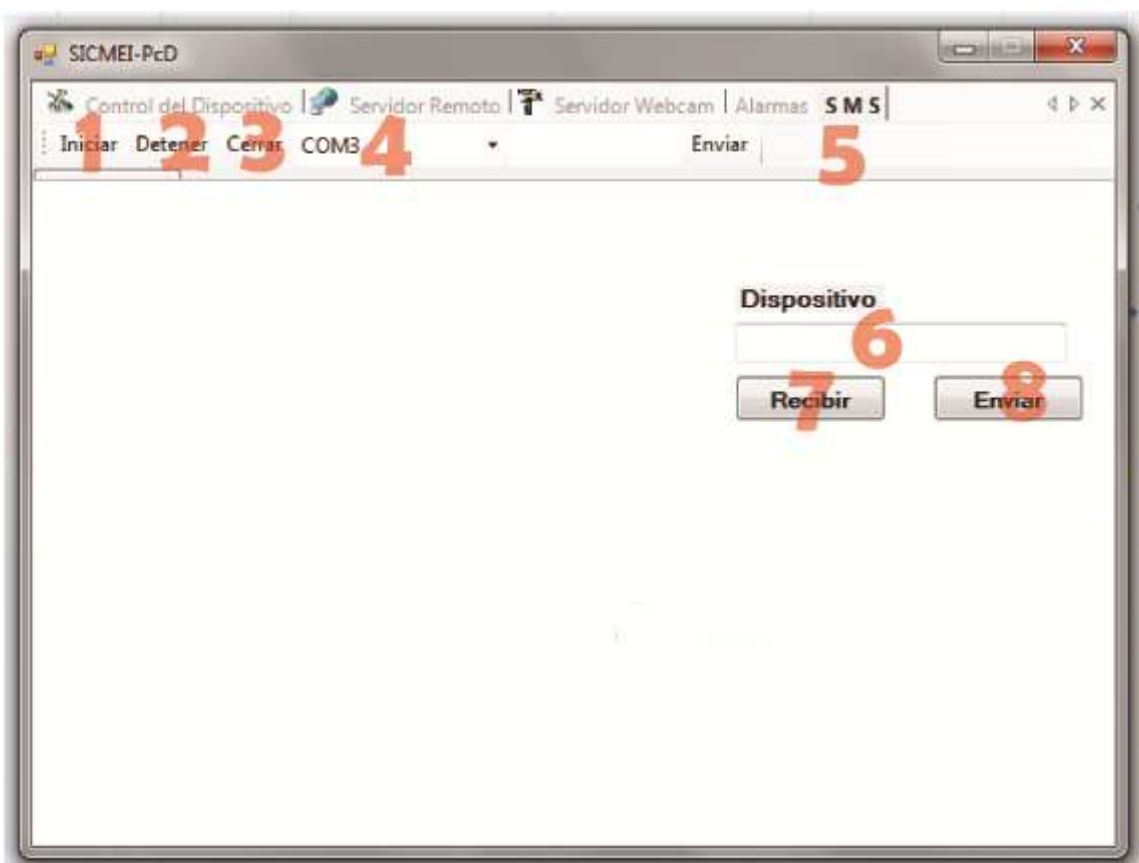 SICMEI-PcD
Control del Dispositivo Servidor Remoto Servidor Webcam Alarmas SMS
Iniciar Detener Cerrar COM3 Enviar
1 2 3 4 5
Dispositivo
6
Recibir Enviar
7 8